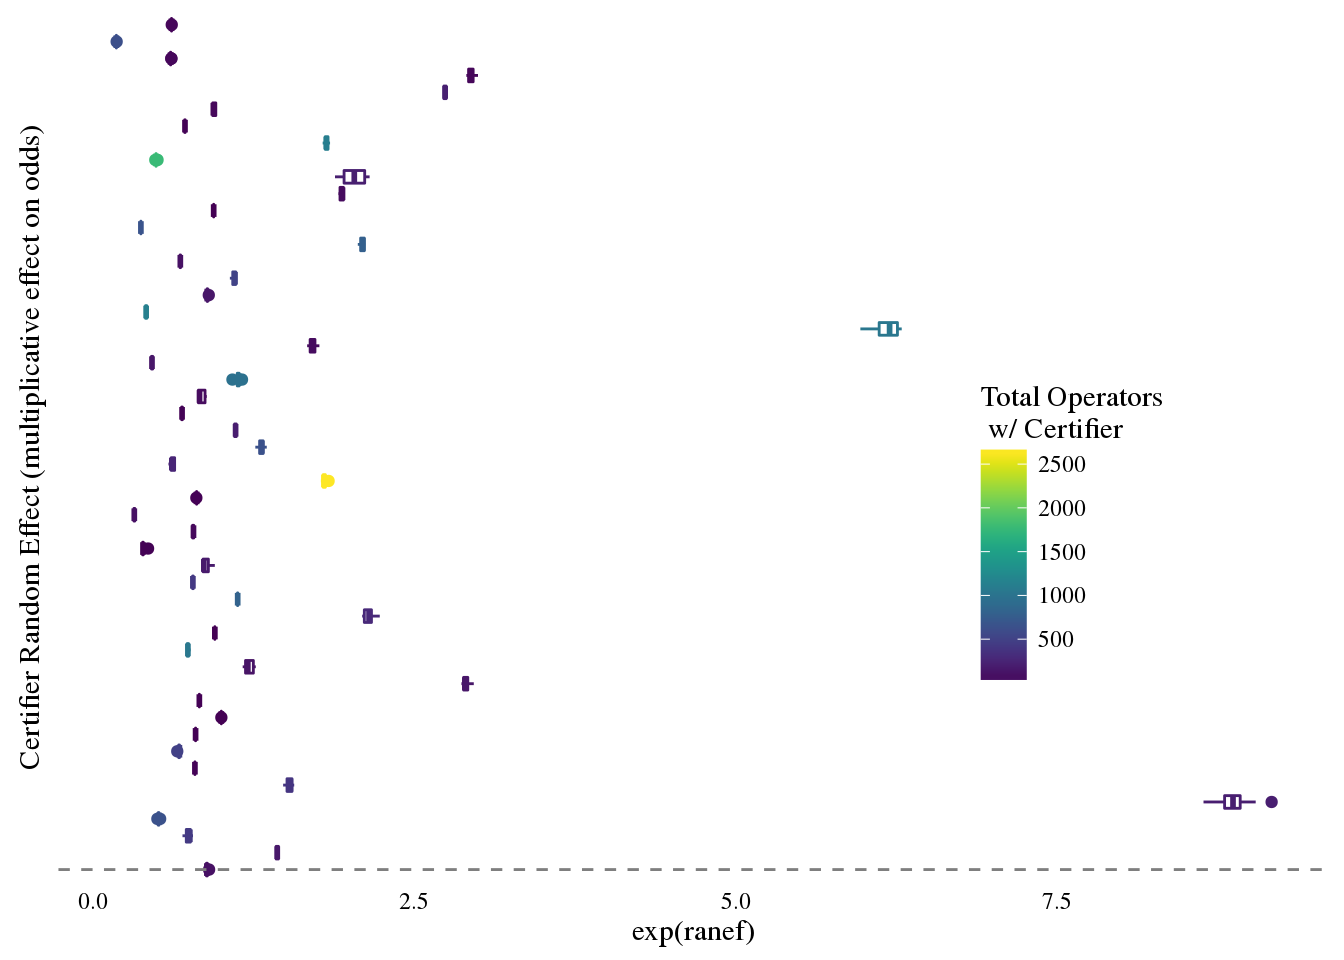 Certifier Random Effect (multiplicative effect on odds)
Total Operators
w/ Certifier
2500
2000
1500
1000
500
0.0 2.5 5.0 7.5
exp(ranef)